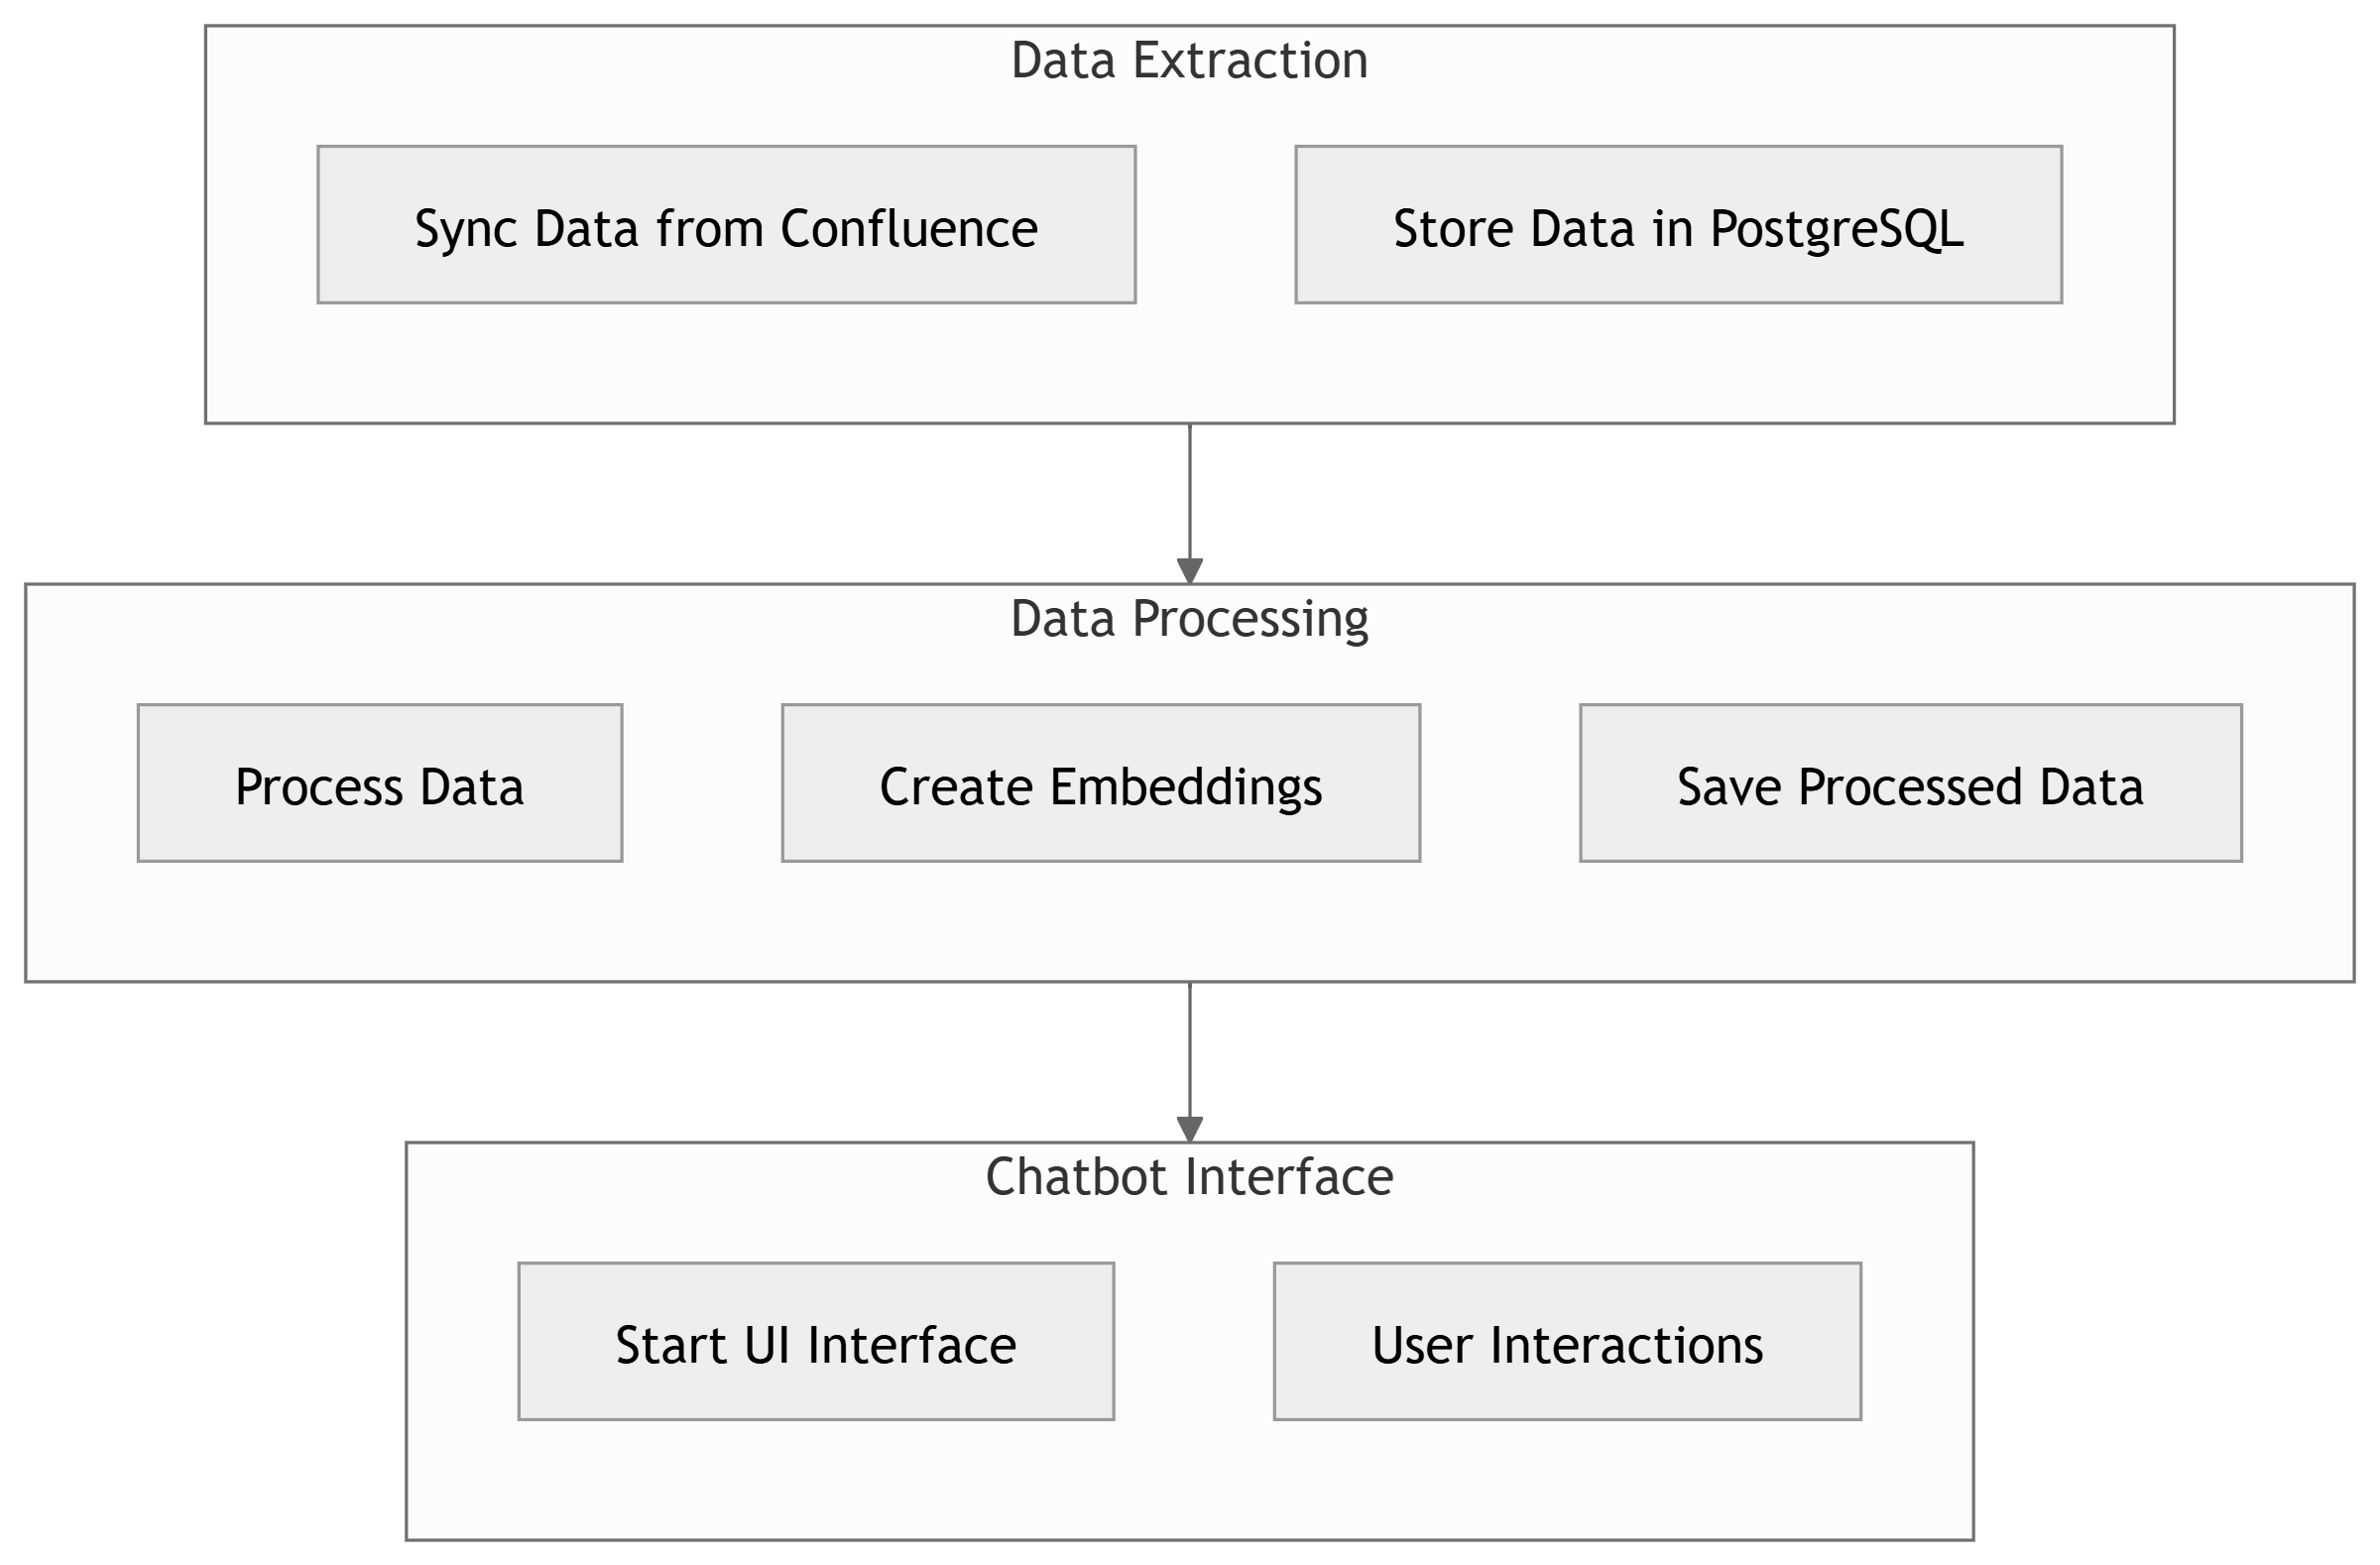 Data Extraction
Sync Data from Confluence
Store Data in PostgreSQL
Data Processing
Process Data
Create Embeddings
Save Processed Data
Chatbot Interface
Start UI Interface
User Interactions